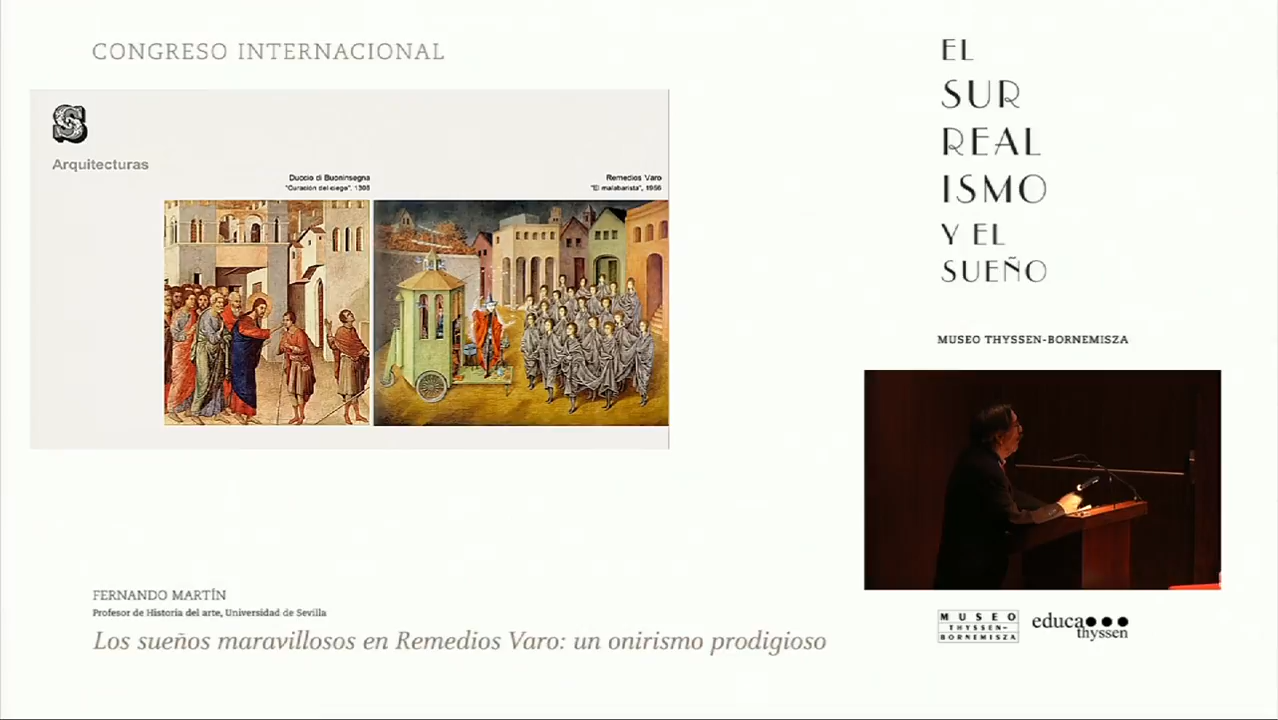 CONGRESO INTERNACIONAL
S
Arquitecturas
Duccio di Buoninsegna
"Curación del ciego", 1308
Remedios Varo
"El malabarista", 1956
EL
SUR
REAL
ISMO
Y EL
SUEÑO
MUSEO THYSSEN-BORNEMISZA
FERNANDO MARTÍN
Profesor de Historia del arte, Universidad de Sevilla
Los sueños maravillosos en Remedios Varo: un onirismo prodigioso
MUSEO
THYSSEN-
BORNEMISZA
educa
thyssen